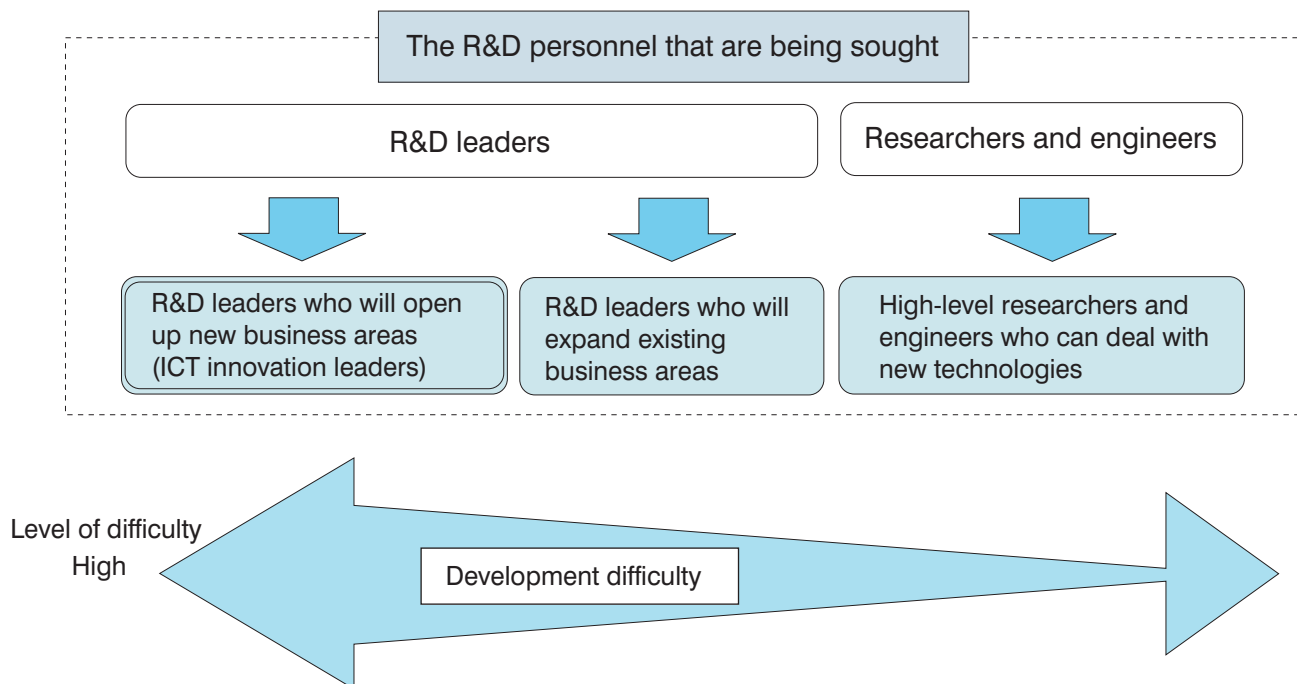 The R&D personnel that are being sought
R&D leaders
Researchers and engineers
R&D leaders who will open
up new business areas
(ICT innovation leaders)
R&D leaders who will
expand existing
business areas
High-level researchers and
engineers who can deal with
new technologies
Level of difficulty
High
Development difficulty